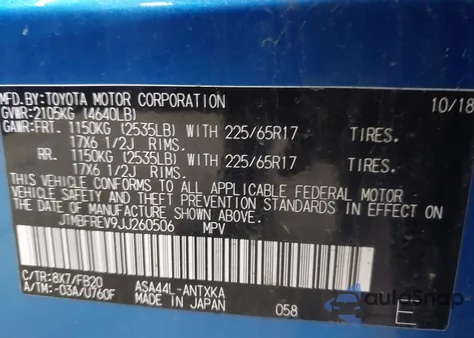 MFD.BY:TOYOTA MOTOR CORPORATION 10/18
GVWR:2105KG (4640LB)
GAWR:FRT. 1150KG (2535LB) WITH 225/65R17 TIRES.
17X6 1/2J RIMS.
RR. 1150KG (2535LB) WITH 225/65R17 TIRES.
17X6 1/2J RIMS.
THIS VEHICLE CONFORMS TO ALL APPLICABLE FEDERAL MOTOR
VEHICLE SAFETY AND THEFT PREVENTION STANDARDS IN
EFFECT ON THE DATE OF MANUFACTURE SHOWN ABOVE.
JTMBFREV9JJ260506 MPV
C/TR:8X7/FB20 ASA44L-ANTXKA
A/TM:-03A/U760F MADE IN JAPAN 058 E
autoSnap